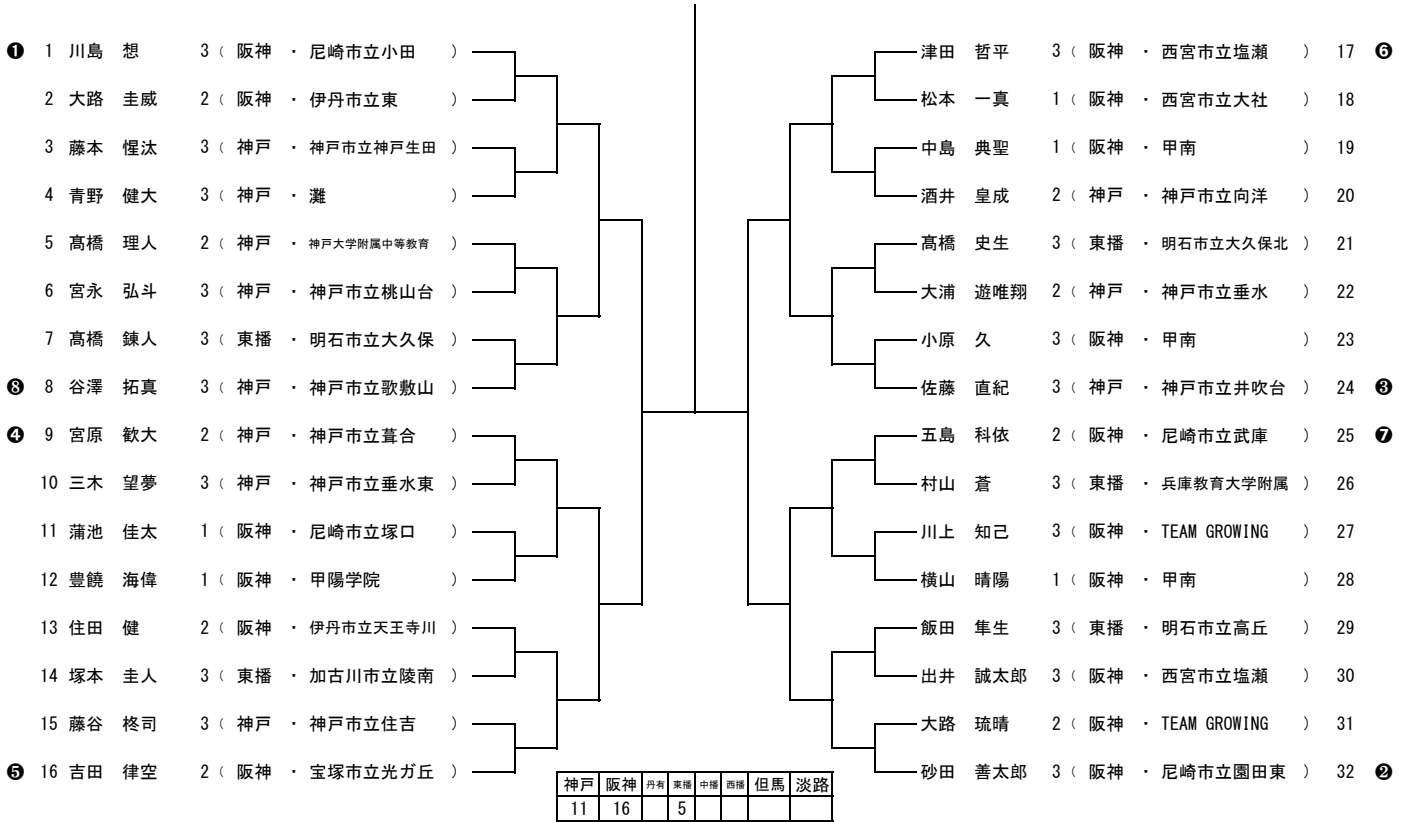 ❶ 1 川島 想 3 ( 阪神 ・ 尼崎市立小田 )
2 大路 圭威 2 ( 阪神 ・ 伊丹市立東 )
3 藤本 惺汰 3 ( 神戸 ・ 神戸市立神戸生田 )
4 青野 健大 3 ( 神戸 ・ 灘 )
5 髙橋 理人 2 ( 神戸 ・ 神戸大学附属中等教育 )
6 宮永 弘斗 3 ( 神戸 ・ 神戸市立桃山台 )
7 髙橋 錬人 3 ( 東播 ・ 明石市立大久保 )
❽ 8 谷澤 拓真 3 ( 神戸 ・ 神戸市立歌敷山 )
❹ 9 宮原 歓大 2 ( 神戸 ・ 神戸市立葺合 )
10 三木 望夢 3 ( 神戸 ・ 神戸市立垂水東 )
11 蒲池 佳太 1 ( 阪神 ・ 尼崎市立塚口 )
12 豊饒 海偉 1 ( 阪神 ・ 甲陽学院 )
13 住田 健 2 ( 阪神 ・ 伊丹市立天王寺川 )
14 塚本 圭人 3 ( 東播 ・ 加古川市立陵南 )
15 藤谷 柊司 3 ( 神戸 ・ 神戸市立住吉 )
❺ 16 吉田 律空 2 ( 阪神 ・ 宝塚市立光ガ丘 )
津田 哲平 3 ( 阪神 ・ 西宮市立塩瀬 ) 17 ❻
松本 一真 1 ( 阪神 ・ 西宮市立大社 ) 18
中島 典聖 1 ( 阪神 ・ 甲南 ) 19
酒井 皇成 2 ( 神戸 ・ 神戸市立向洋 ) 20
髙橋 史生 3 ( 東播 ・ 明石市立大久保北 ) 21
大浦 遊唯翔 2 ( 神戸 ・ 神戸市立垂水 ) 22
小原 久 3 ( 阪神 ・ 甲南 ) 23
佐藤 直紀 3 ( 神戸 ・ 神戸市立井吹台 ) 24 ❸
五島 科依 2 ( 阪神 ・ 尼崎市立武庫 ) 25 ❼
村山 蒼 3 ( 東播 ・ 兵庫教育大学附属 ) 26
川上 知己 3 ( 阪神 ・ TEAM GROWING ) 27
横山 晴陽 1 ( 阪神 ・ 甲南 ) 28
飯田 隼生 3 ( 東播 ・ 明石市立高丘 ) 29
出井 誠太郎 3 ( 阪神 ・ 西宮市立塩瀬 ) 30
大路 琉晴 2 ( 阪神 ・ TEAM GROWING ) 31
砂田 善太郎 3 ( 阪神 ・ 尼崎市立園田東 ) 32 ❷
神戸 阪神 丹有 東播 中播 西播 但馬 淡路
11 16 5